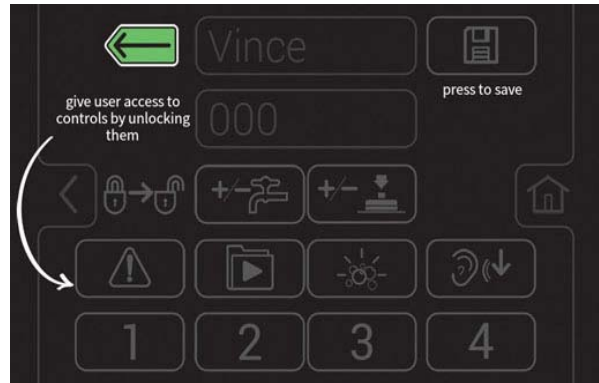 Vince
press to save
give user access to
controls by unlocking
them
000
+/-
+/-
1
2
3
4